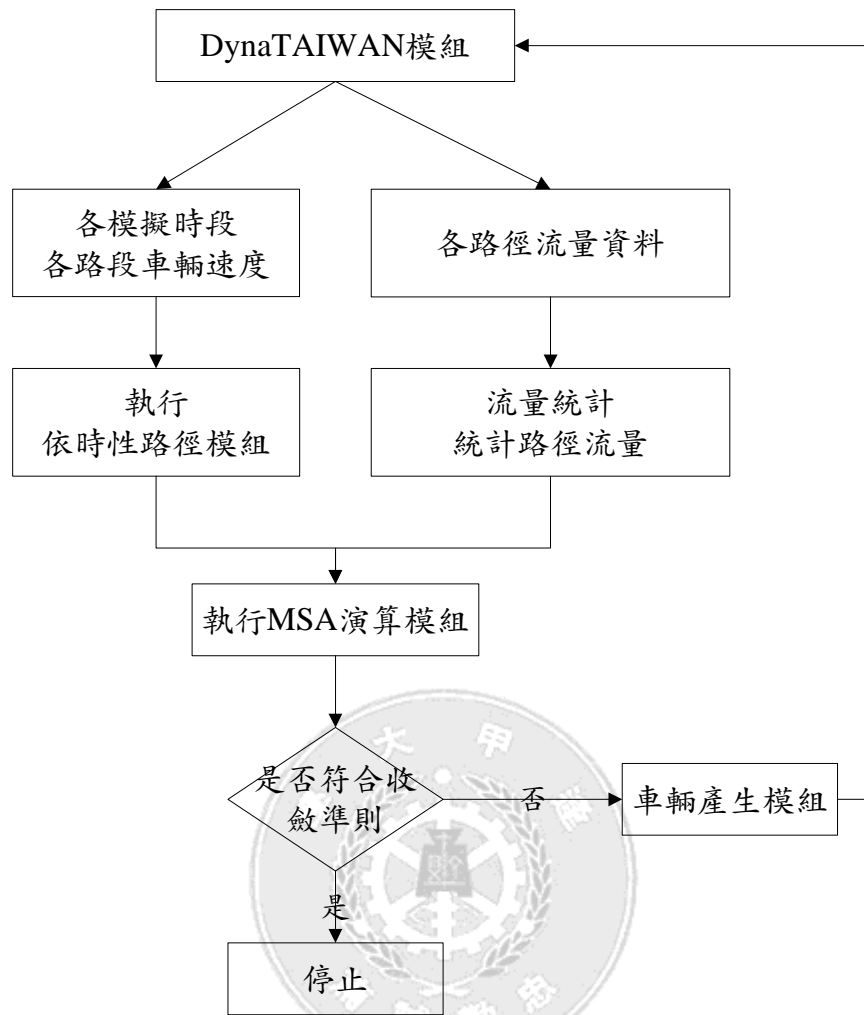 DynaTAIWAN模組
各模擬時段
各路段車輛速度
各路徑流量資料
執行
依時性路徑模組
流量統計
統計路徑流量
執行MSA演算模組
是否符合收
斂準則
否
車輛產生模組
是
停止
大
甲
逢